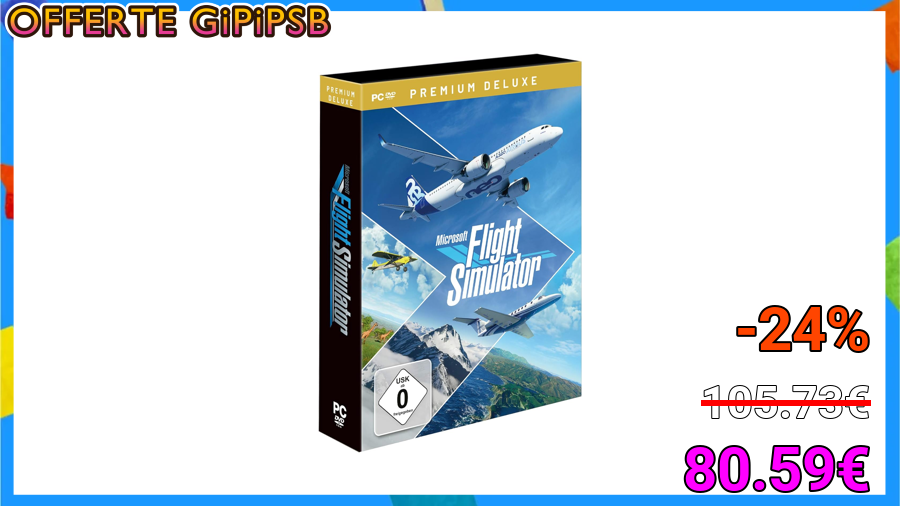 OFFERTE GiPiPSB
PREMIUM
DELUXE
PC DVD PREMIUM DELUXE
Microsoft
Flight
Simulator
Microsoft
Flight Simulator
USK
ab
0
freigegeben
PC
DVD
-24%
105.73€
80.59€